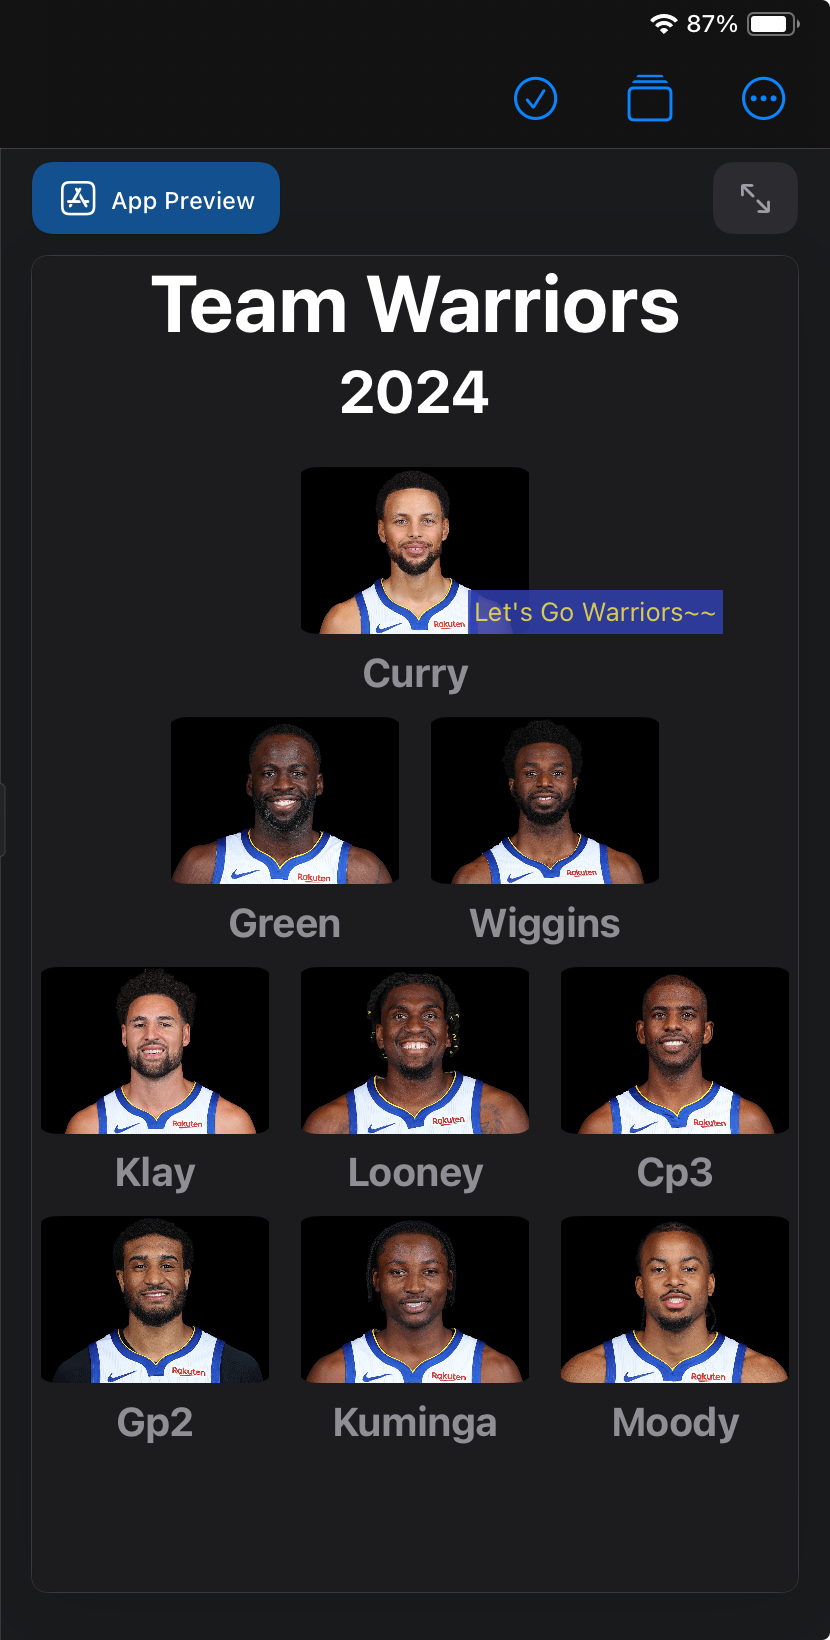 87%
App Preview
Team Warriors
2024
Rakuten
Let's Go Warriors~~
Curry
Rakuten
Rakuten
Green Wiggins
Rakuten
Rakuten
Rakuten
Klay Looney Cp3
Rakuten
Rakuten
Rakuten
Gp2 Kuminga Moody